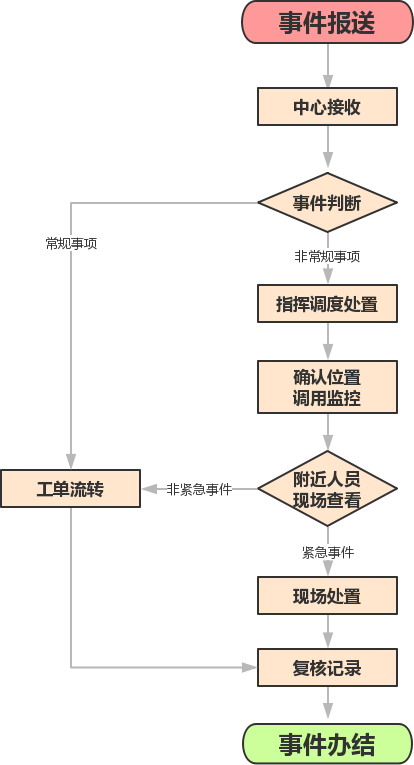 事件报送
中心接收
事件判断
常规事项
非常规事项
指挥调度处置
确认位置
调用监控
附近人员
现场查看
非紧急事件
工单流转
紧急事件
现场处置
复核记录
事件办结